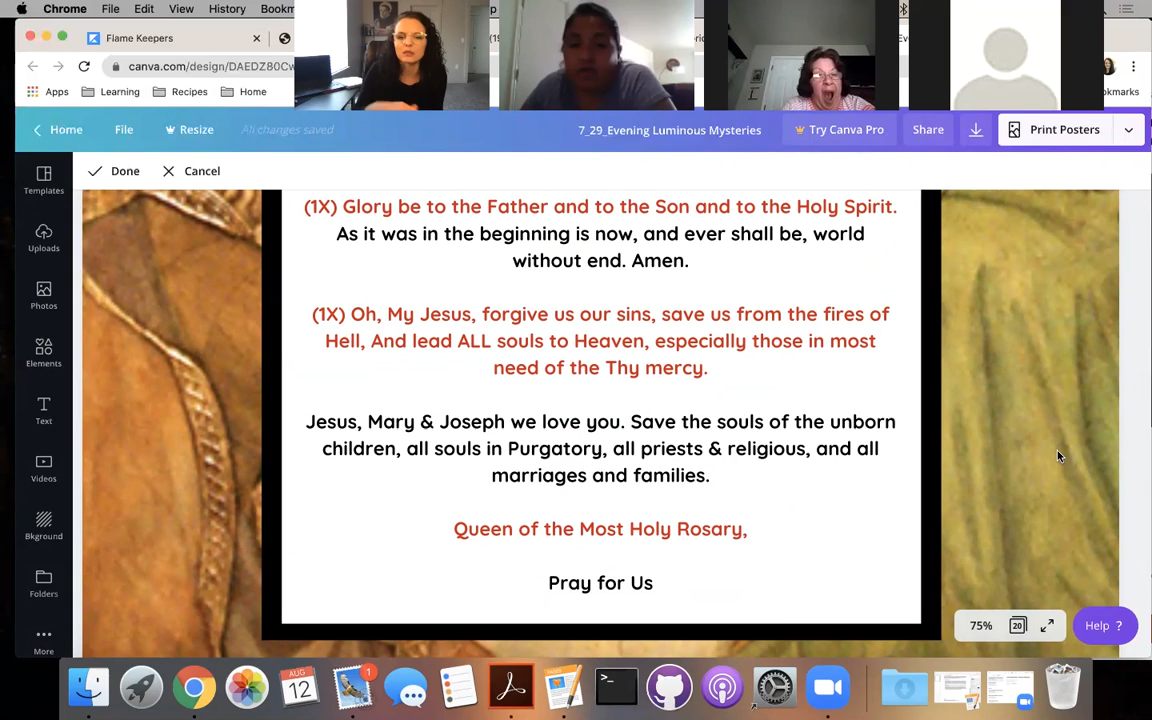 Chrome File Edit View History Bookm
Flame Keepers
canva.com/design/DAEDZ80Cw
Apps Learning Recipes Home
Home File Resize All changes saved 7_29_Evening Luminous Mysteries Try Canva Pro Share Print Posters
Done Cancel
Templates
Uploads
Photos
Elements
Text
Videos
Bkground
Folders
More
(1X) Glory be to the Father and to the Son and to the Holy Spirit.
As it was in the beginning is now, and ever shall be, world
without end. Amen.
(1X) Oh, My Jesus, forgive us our sins, save us from the fires of
Hell, And lead ALL souls to Heaven, especially those in most
need of the Thy mercy.
Jesus, Mary & Joseph we love you. Save the souls of the unborn
children, all souls in Purgatory, all priests & religious, and all
marriages and families.
Queen of the Most Holy Rosary,
Pray for Us
75% 20 Help ?
AUG
12
1